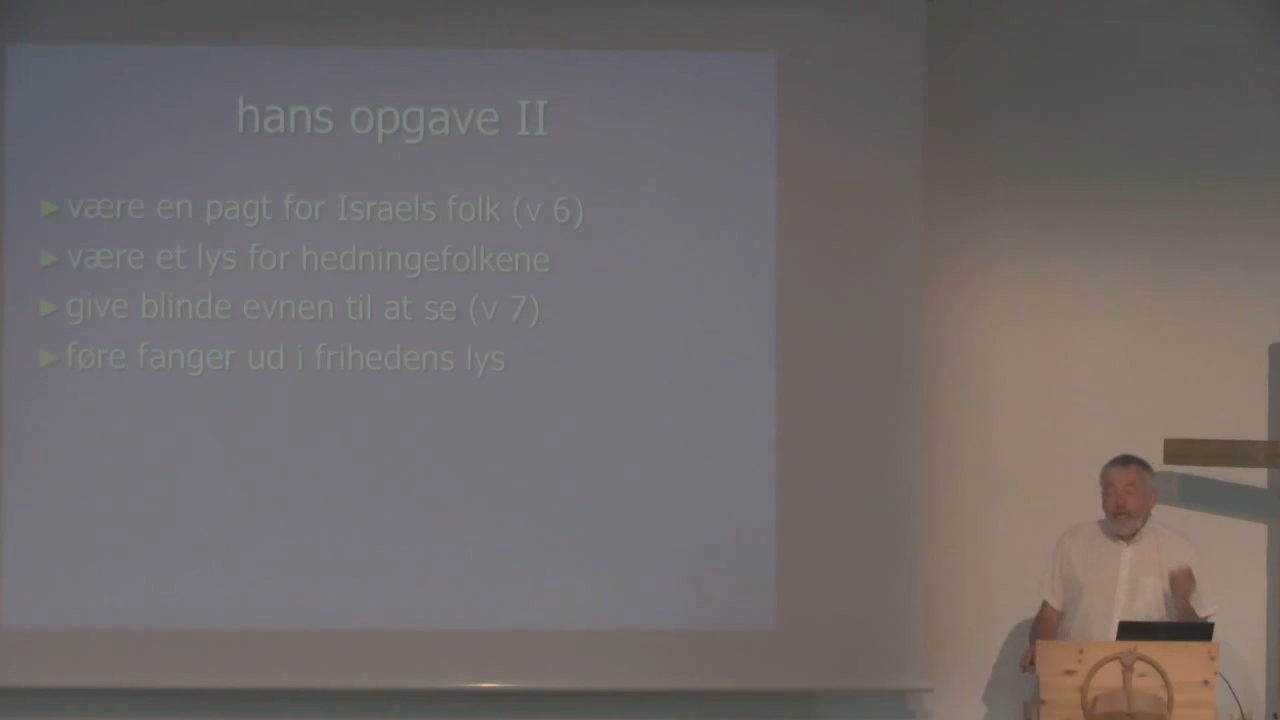 hans opgave II
►være en pagt for Israels folk (v 6)
►være et lys for hedningefolkene
►give blinde evnen til at se (v 7)
►føre fanger ud i frihedens lys